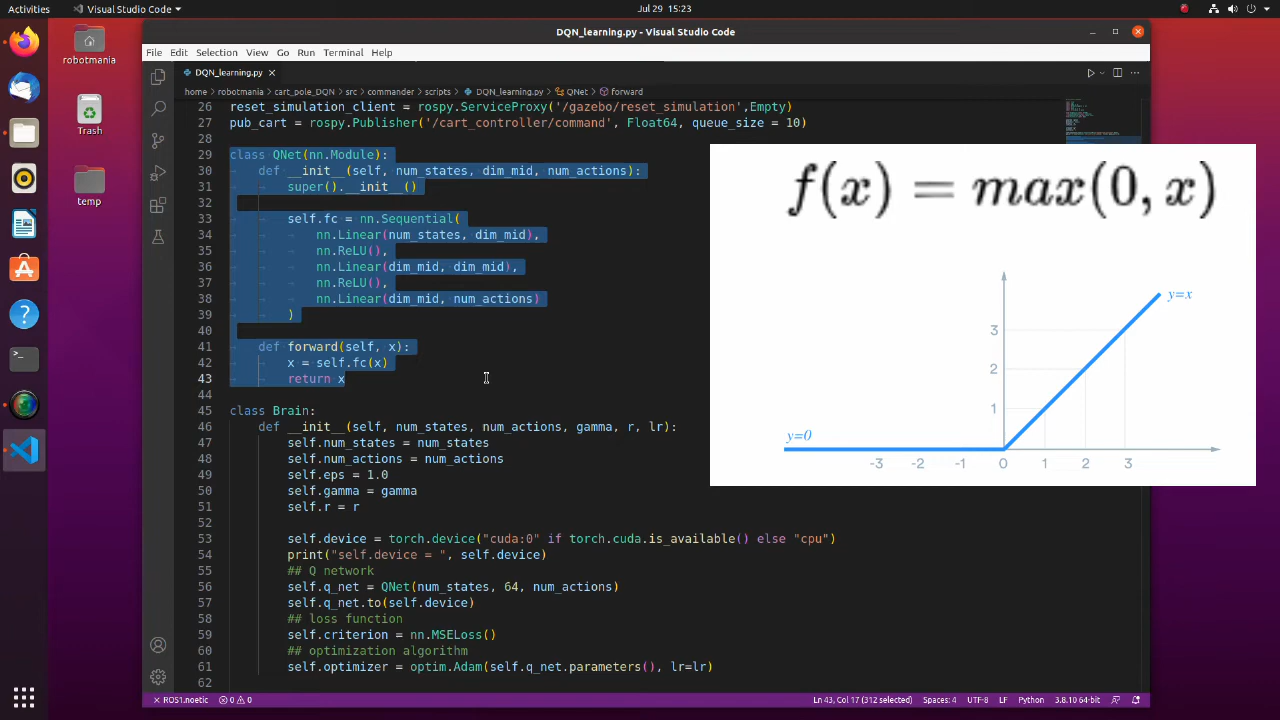 Activities
Visual Studio Code
Jul 29 15:23
DQN_learning.py - Visual Studio Code
File Edit Selection View Go Run Terminal Help
DQN_learning.py
home › robotmania › cart_pole_DQN › src › commander › scripts › DQN_learning.py › QNet › forward
robotmania
Trash
temp
26 reset_simulation_client = rospy.ServiceProxy('/gazebo/reset_simulation',Empty)
27 pub_cart = rospy.Publisher('/cart_controller/command', Float64, queue_size = 10)
28
29 class QNet(nn.Module):
30 def __init__(self, num_states, dim_mid, num_actions):
31 super().__init__()
32
33 self.fc = nn.Sequential(
34 nn.Linear(num_states, dim_mid),
35 nn.ReLU(),
36 nn.Linear(dim_mid, dim_mid),
37 nn.ReLU(),
38 nn.Linear(dim_mid, num_actions)
39 )
40
41 def forward(self, x):
42 x = self.fc(x)
43 return x
44
45 class Brain:
46 def __init__(self, num_states, num_actions, gamma, r, lr):
47 self.num_states = num_states
48 self.num_actions = num_actions
49 self.eps = 1.0
50 self.gamma = gamma
51 self.r = r
52
53 self.device = torch.device("cuda:0" if torch.cuda.is_available() else "cpu")
54 print("self.device = ", self.device)
55 ## Q network
56 self.q_net = QNet(num_states, 64, num_actions)
57 self.q_net.to(self.device)
58 ## loss function
59 self.criterion = nn.MSELoss()
60 ## optimization algorithm
61 self.optimizer = optim.Adam(self.q_net.parameters(), lr=lr)
62
f(x) = max(0, x)
y=x
3
2
1
y=0
-3 -2 -1 0 1 2 3
ROS1.noetic 0 0
Ln 43, Col 17 (312 selected) Spaces: 4 UTF-8 LF Python 3.8.10 64-bit